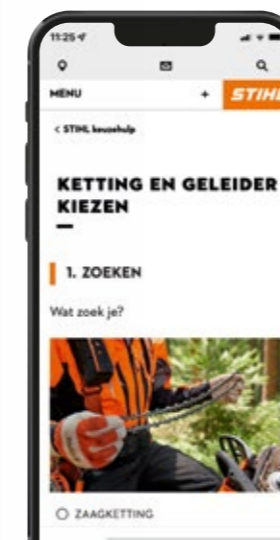 11:25
MENU +
STIHL
< STIHL keuzehulp
KETTING EN GELEIDER
KIEZEN
1. ZOEKEN
Wat zoek je?
ZAAGKETTING